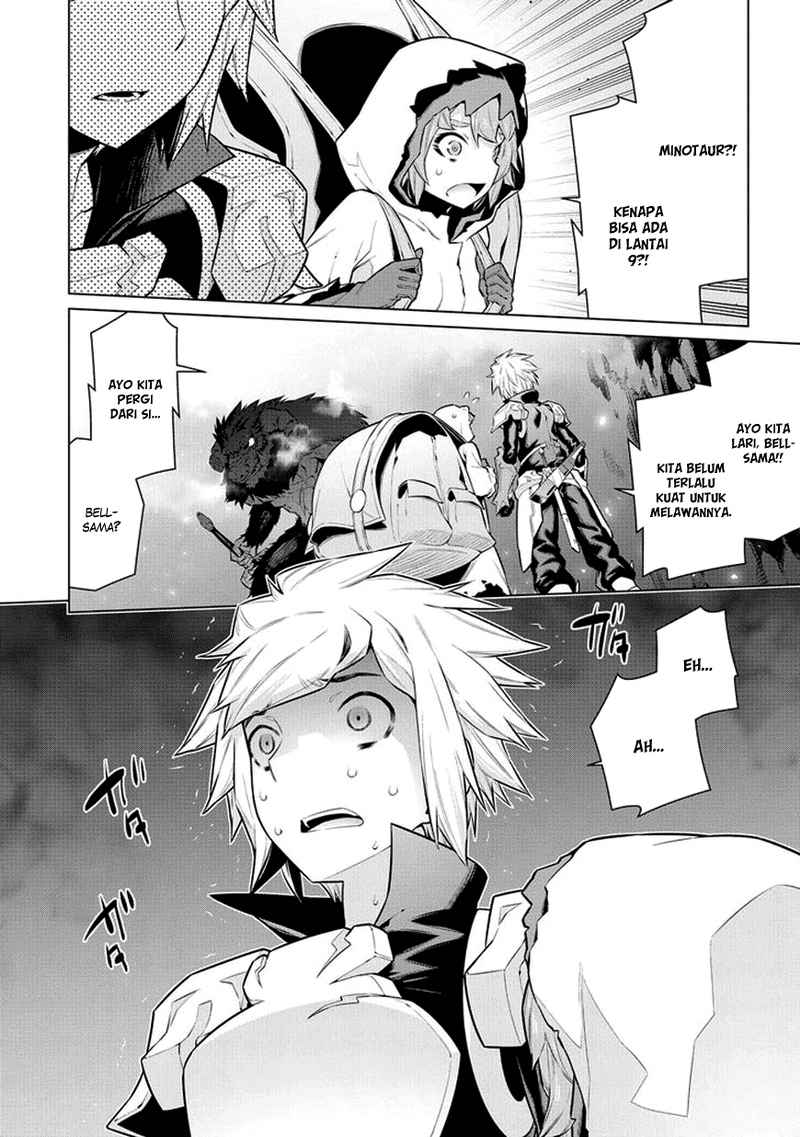 MINOTAUR?!
KENAPA
BISA ADA
DI LANTAI
9?!
AYO KITA
LARI, BELL-
SAMA!!
KITA BELUM
TERLALU
KUAT UNTUK
MELAWANNYA.
AYO KITA
PERGI
DARI SI...
BELL-
SAMA?
EH...
AH...
ガタ
ガタ
ガタ